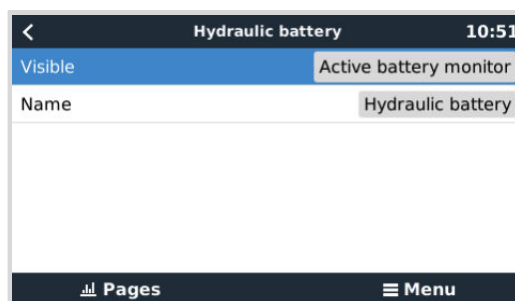 Hydraulic battery 10:51
Visible Active battery monitor
Name Hydraulic battery
Pages Menu